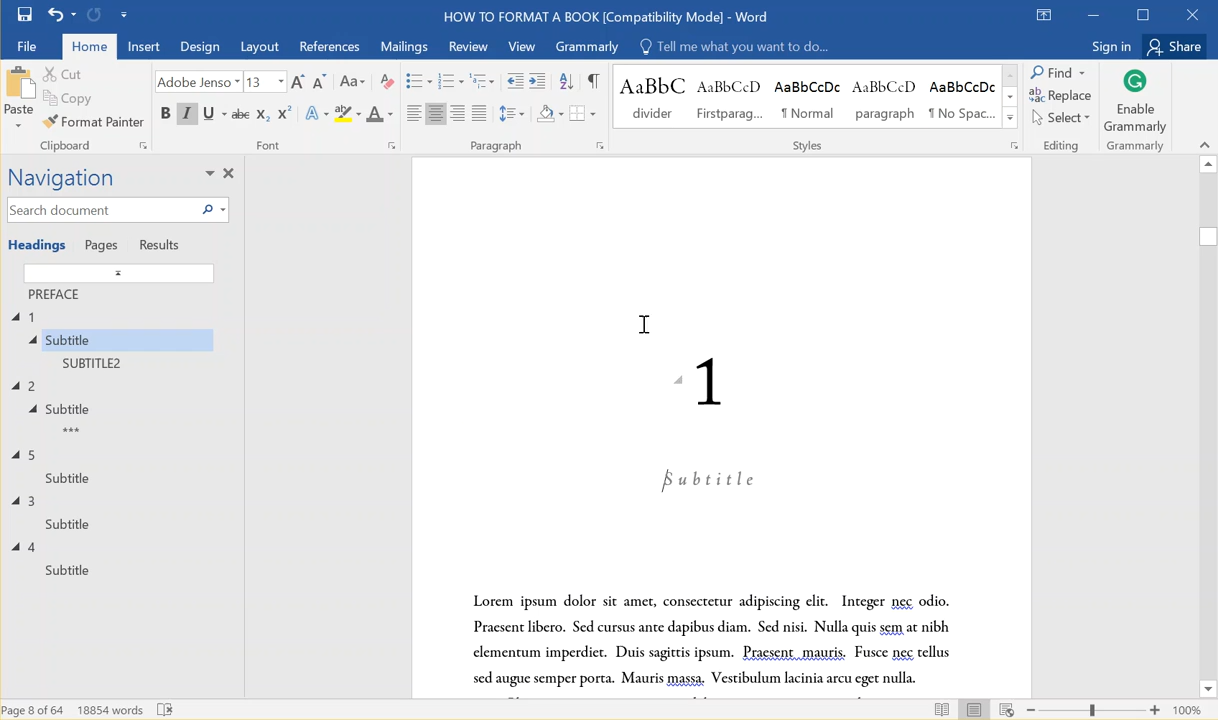 HOW TO FORMAT A BOOK [Compatibility Mode] - Word
File Home Insert Design Layout References Mailings Review View Grammarly Tell me what you want to do... Sign in Share
Paste
Cut
Copy
Format Painter
Clipboard
Adobe Jenso 13 A A Aa
B I U abc X₂ X² A A
Font
Paragraph
AaBbC AaBbCcD AaBbCcDc AaBbCcD AaBbCcDc
divider Firstparag... ¶ Normal paragraph ¶ No Spac...
Styles
Find
Replace
Select
Editing
Enable
Grammarly
Grammarly
Navigation
Search document
Headings Pages Results
PREFACE
1
Subtitle
SUBTITLE2
2
Subtitle
***
5
Subtitle
3
Subtitle
4
Subtitle
1
Subtitle
Lorem ipsum dolor sit amet, consectetur adipiscing elit. Integer nec odio.
Praesent libero. Sed cursus ante dapibus diam. Sed nisi. Nulla quis sem at nibh
elementum imperdiet. Duis sagittis ipsum. Praesent mauris. Fusce nec tellus
sed augue semper porta. Mauris massa. Vestibulum lacinia arcu eget nulla.
Page 8 of 64 18854 words 100%